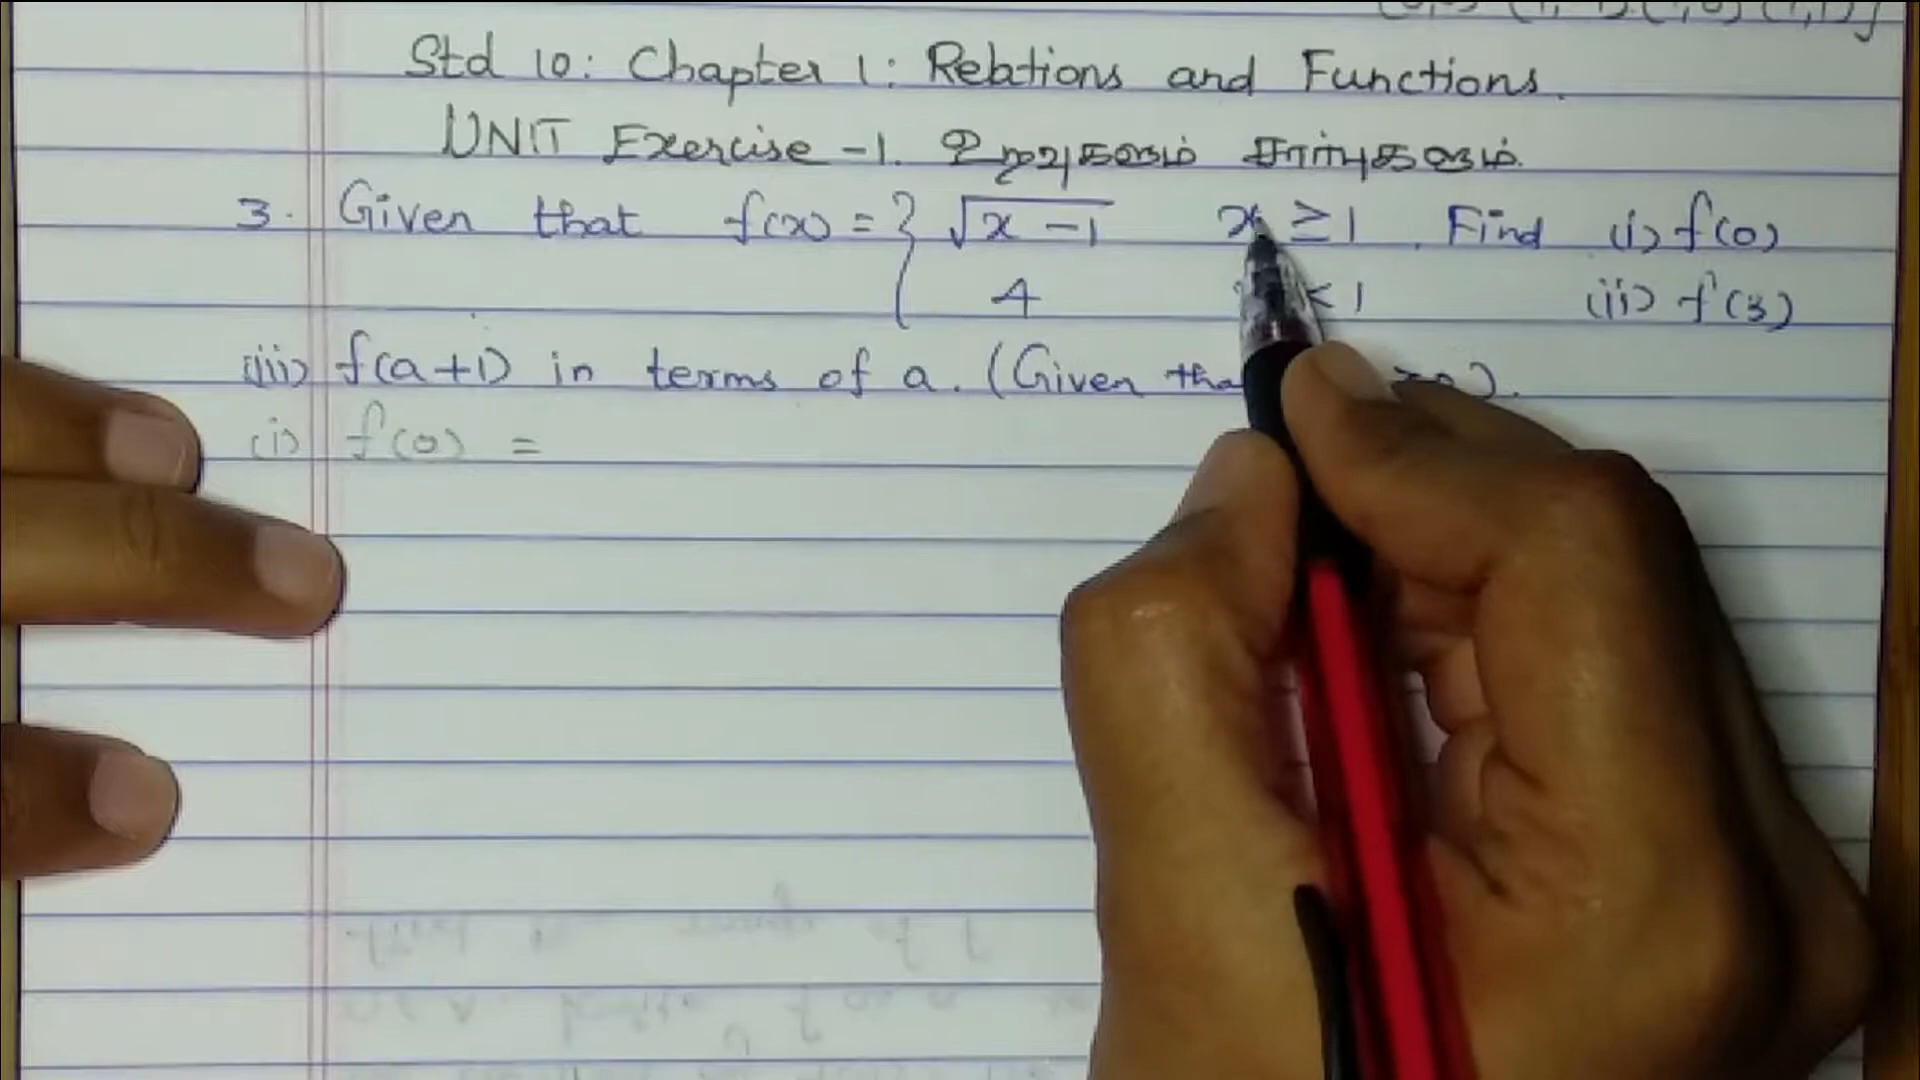 Std 10: Chapter 1: Relations and Functions.
UNIT Exercise -1. உறவுகளும் சார்புகளும்.
3. Given that f(x) = { √x-1 x ≥ 1. Find (i) f(0)
4 < 1 (ii) f(3)
(iii) f(a+1) in terms of a. (Given
(i) f(0) =